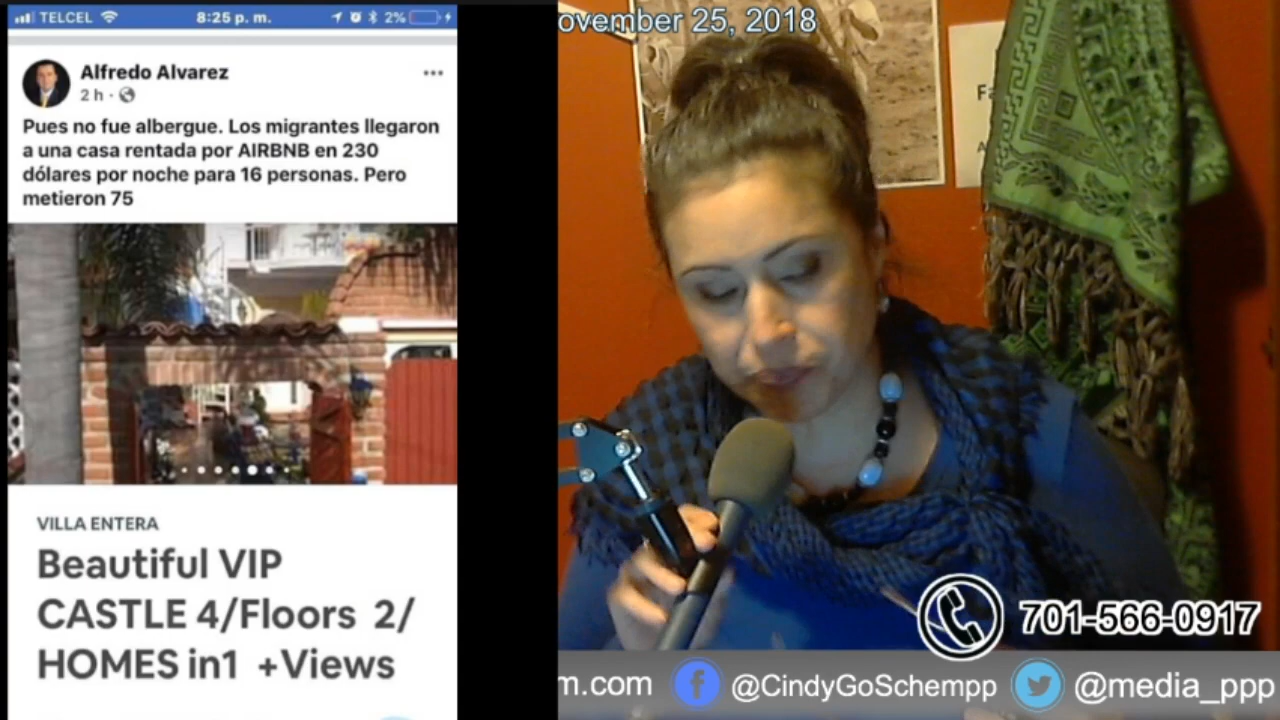 TELCEL
8:25 p. m.
2%
Alfredo Alvarez
2 h
Pues no fue albergue. Los migrantes llegaron
a una casa rentada por AIRBNB en 230
dólares por noche para 16 personas. Pero
metieron 75
VILLA ENTERA
Beautiful VIP
CASTLE 4/Floors 2/
HOMES in1 +Views
ovember 25, 2018
701-566-0917
m.com
@CindyGoSchempp
@media_ppp